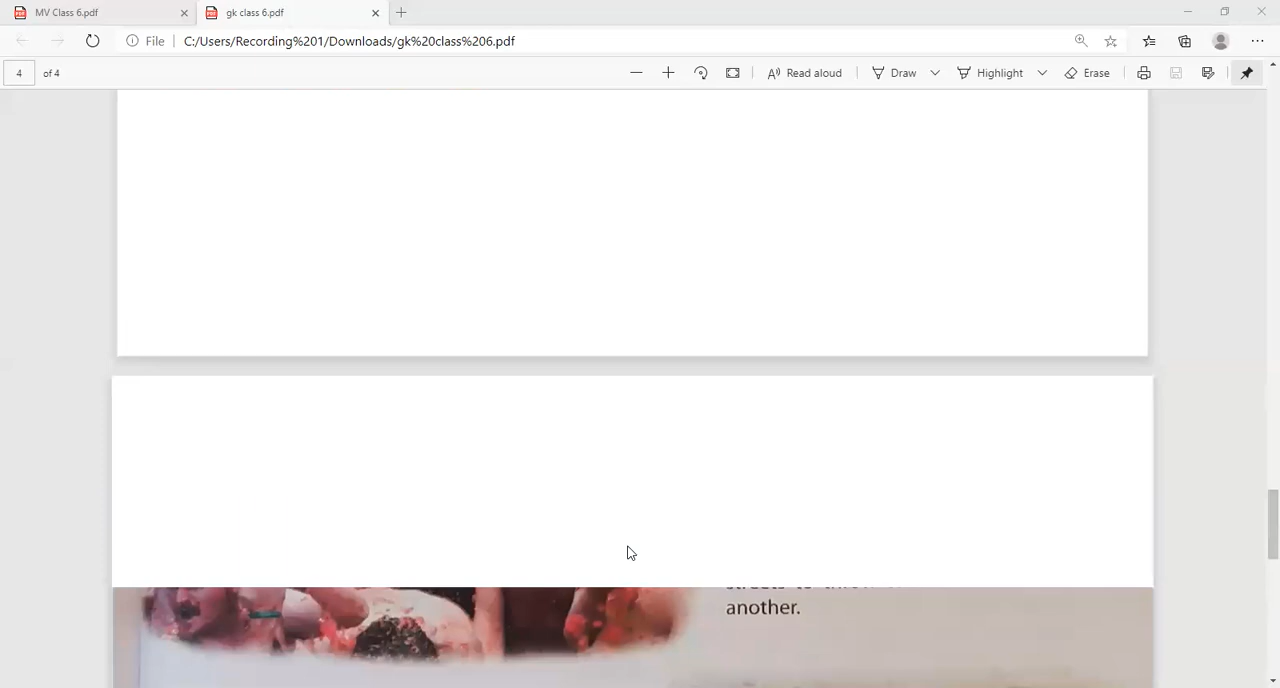 MV Class 6.pdf
gk class 6.pdf
File
C:/Users/Recording%201/Downloads/gk%20class%206.pdf
4 of 4
Read aloud
Draw
Highlight
Erase
another.